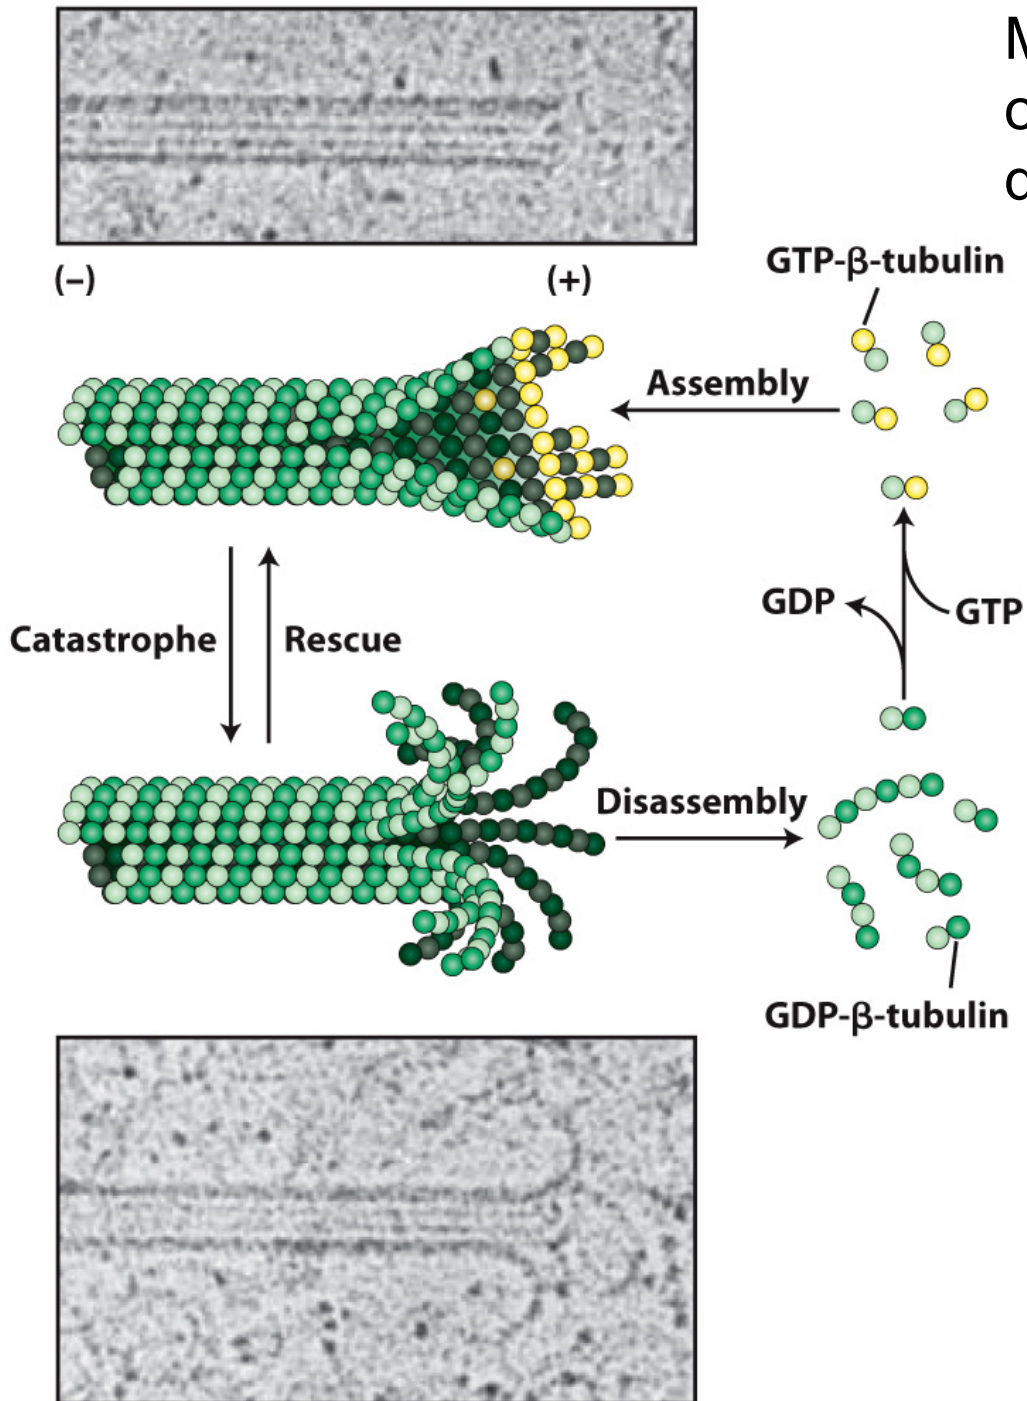 (–)
(+)
GTP-β-tubulin
Assembly
GDP
GTP
Catastrophe
Rescue
Disassembly
GDP-β-tubulin